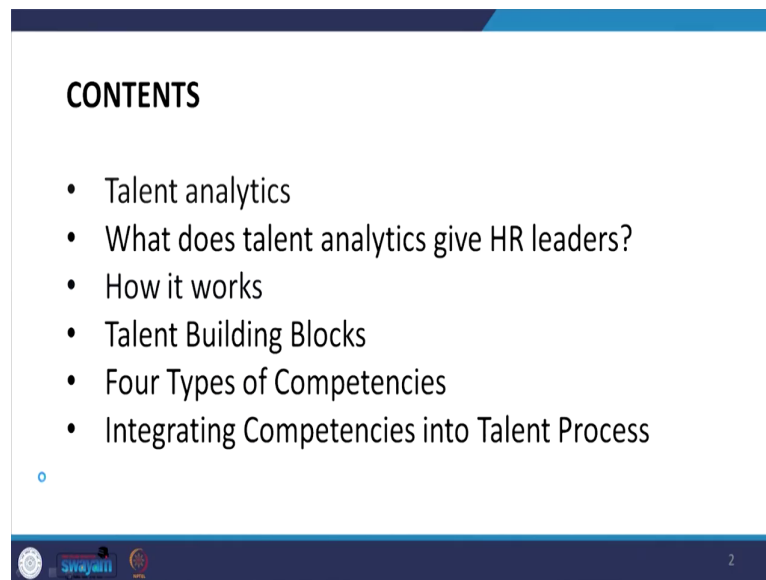 CONTENTS
• Talent analytics
• What does talent analytics give HR leaders?
• How it works
• Talent Building Blocks
• Four Types of Competencies
• Integrating Competencies into Talent Process
swayam
2